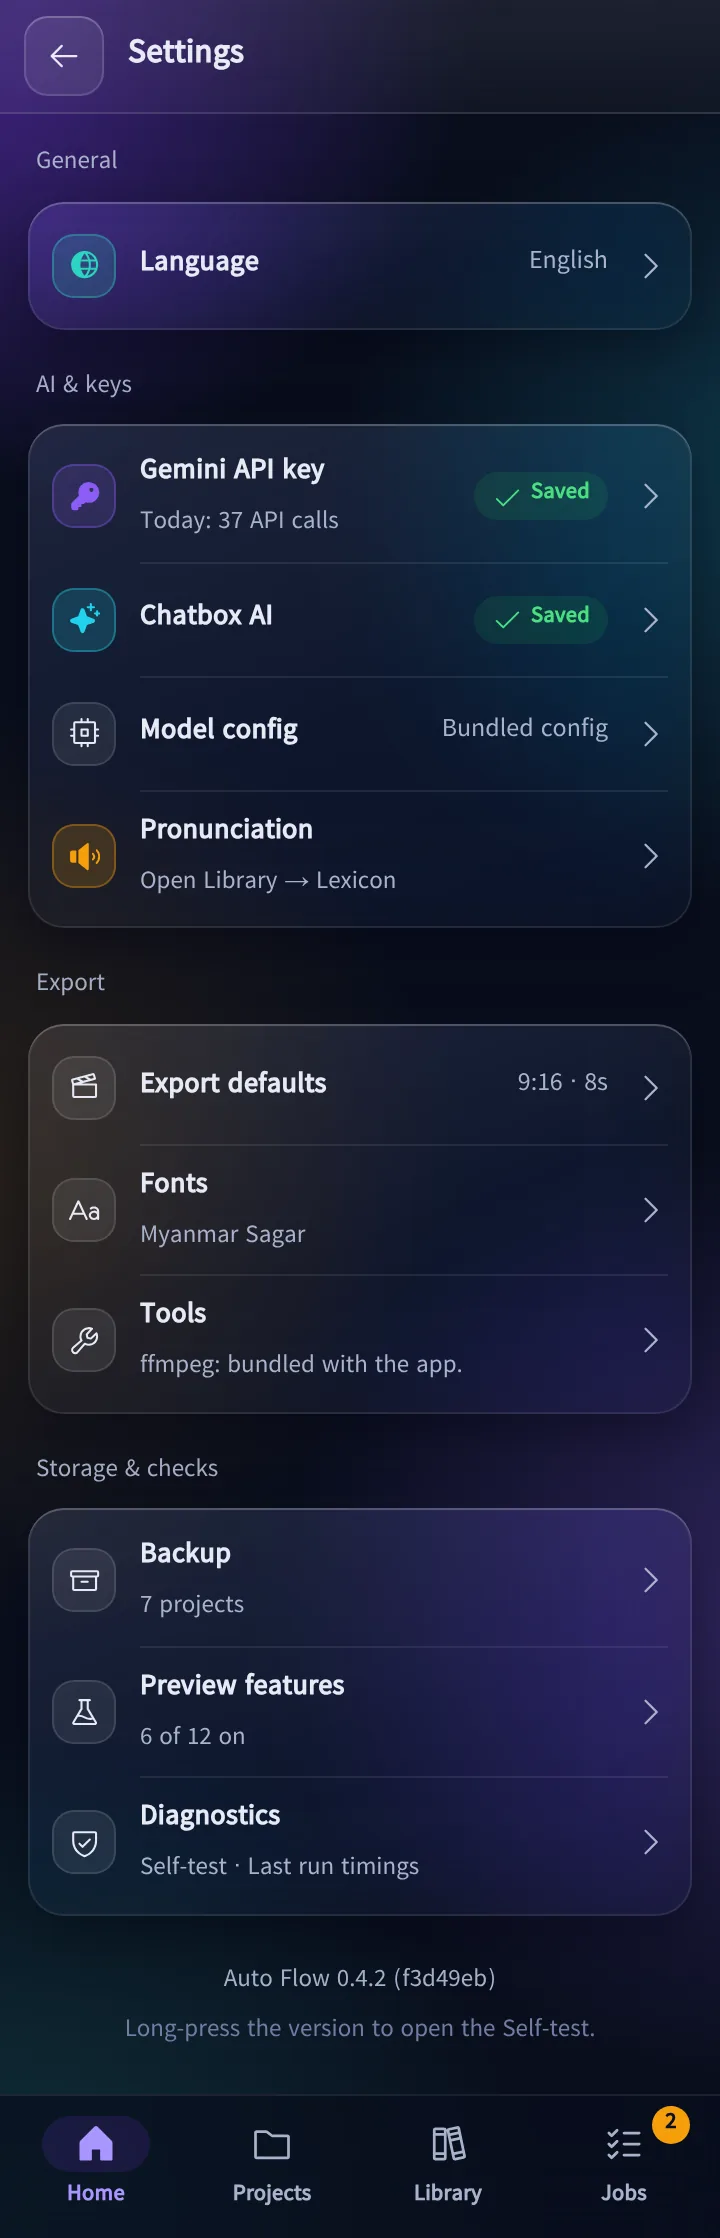 Settings
General
Language
English
AI & keys
Gemini API key
Saved
Today: 37 API calls
Chatbox AI
Saved
Model config
Bundled config
Pronunciation
Open Library → Lexicon
Export
Export defaults
9:16 · 8s
Fonts
Aa
Myanmar Sagar
Tools
ffmpeg: bundled with the app.
Storage & checks
Backup
7 projects
Preview features
6 of 12 on
Diagnostics
Self-test · Last run timings
Auto Flow 0.4.2 (f3d49eb)
Long-press the version to open the Self-test.
2
Home
Projects
Library
Jobs